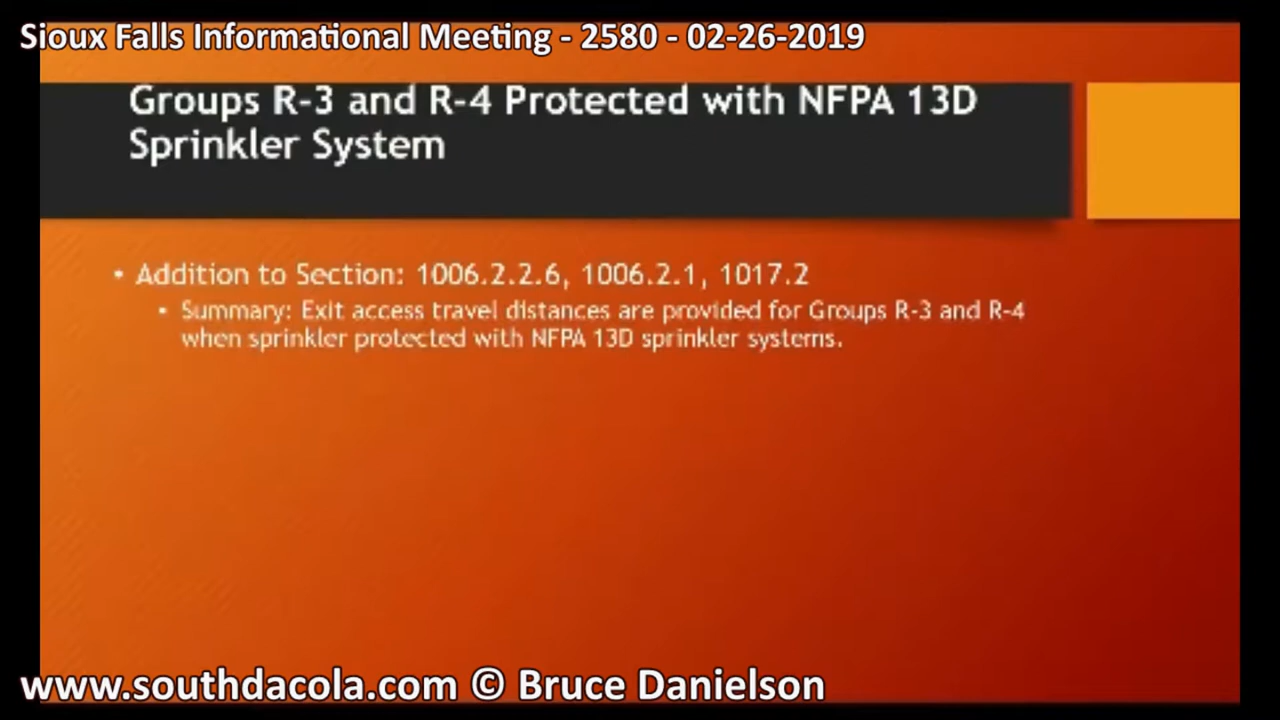 Sioux Falls Informational Meeting - 2580 - 02-26-2019
Groups R-3 and R-4 Protected with NFPA 13D
Sprinkler System
• Addition to Section: 1006.2.2.6, 1006.2.1, 1017.2
• Summary: Exit access travel distances are provided for Groups R-3 and R-4
when sprinkler protected with NFPA 13D sprinkler systems.
www.southdacola.com © Bruce Danielson